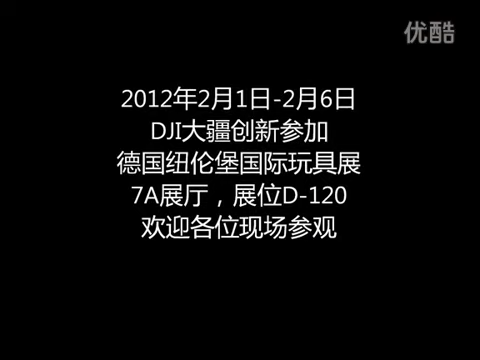 优酷
2012年2月1日-2月6日
DJI大疆创新参加
德国纽伦堡国际玩具展
7A展厅，展位D-120
欢迎各位现场参观